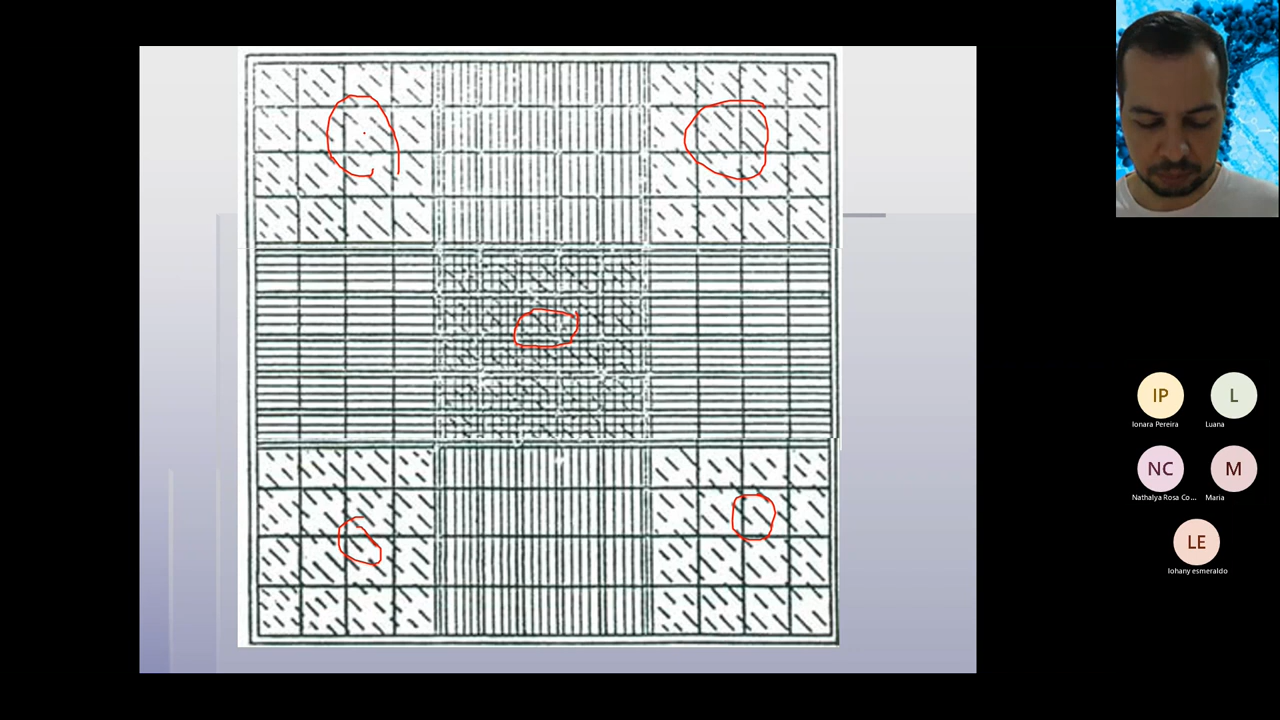 IP
L
Ionara Pereira
Luana
NC
M
Nathalya Rosa Co...
Maria
LE
lohany esmeraldo